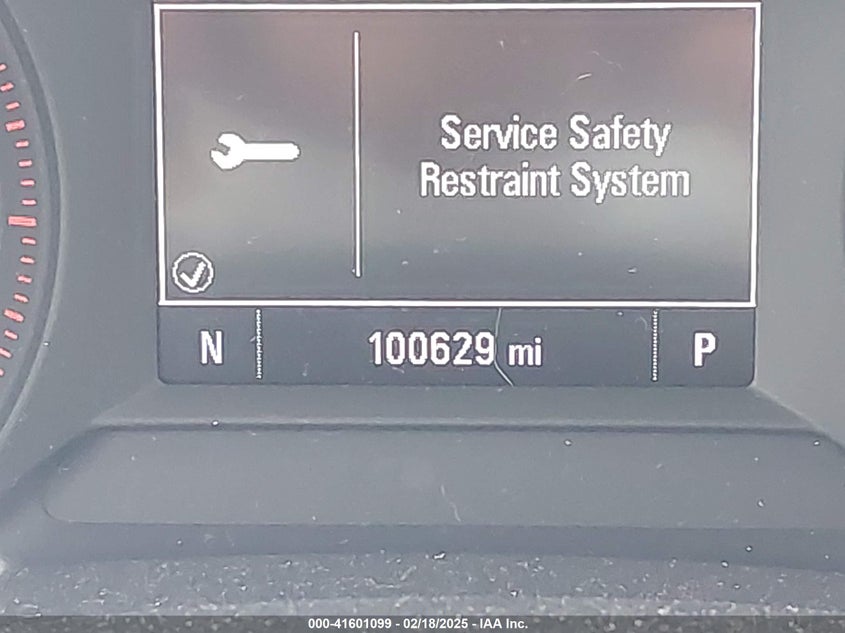 Service Safety
Restraint System
N 100629 mi P
000-41601099 - 02/18/2025 - IAA Inc.